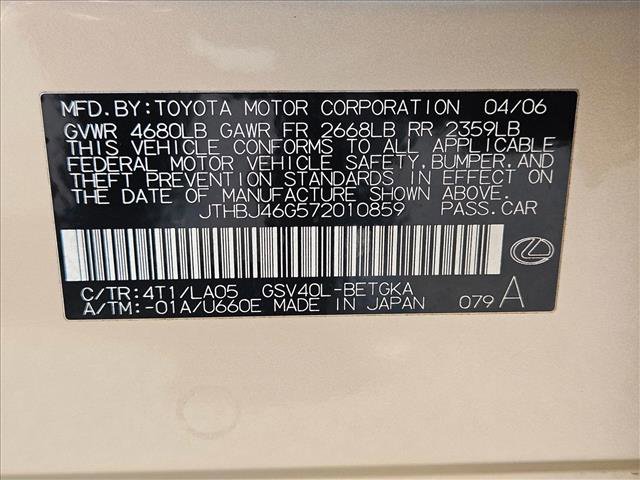 MFD. BY: TOYOTA MOTOR CORPORATION 04/06
GVWR 4680LB GAWR FR 2668LB RR 2359LB
THIS VEHICLE CONFORMS TO ALL APPLICABLE
FEDERAL MOTOR VEHICLE SAFETY, BUMPER, AND
THEFT PREVENTION STANDARDS IN EFFECT ON
THE DATE OF MANUFACTURE SHOWN ABOVE.
JTHBJ46G572010859 PASS. CAR
C/TR: 4T1/LA05 GSV40L-BETGKA
A/TM: -01A/U660E MADE IN JAPAN 079 A